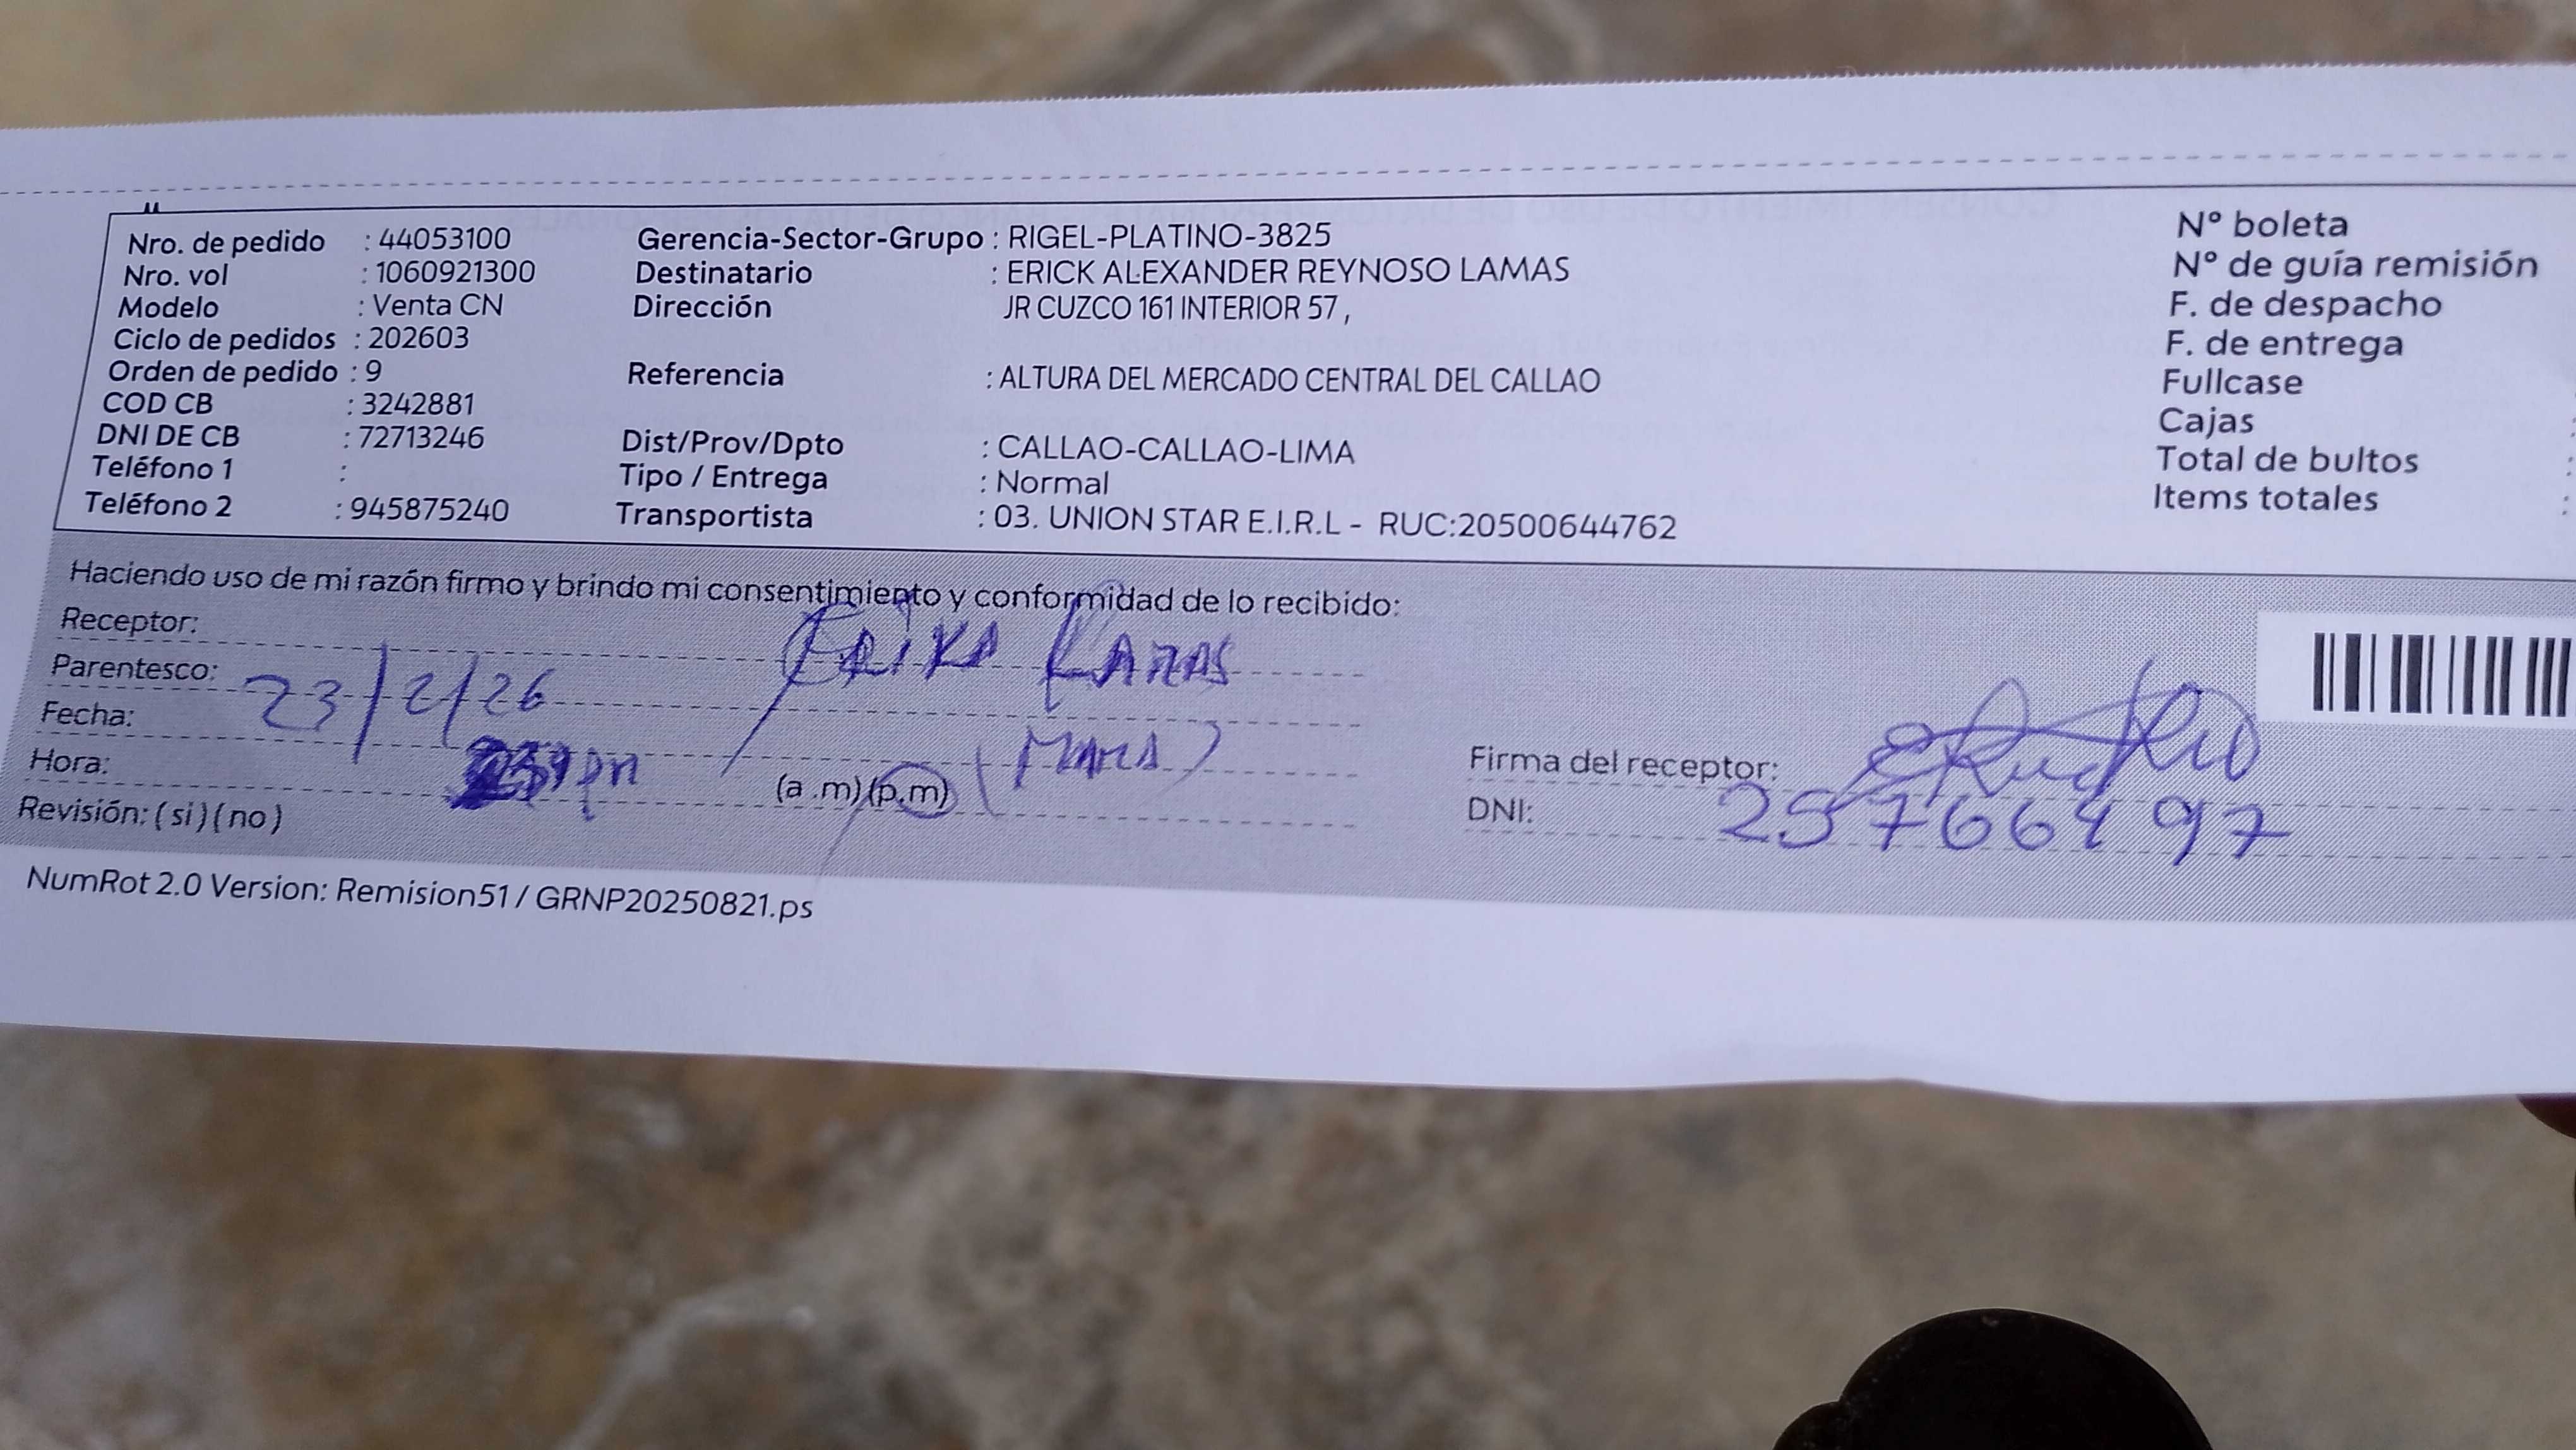 Nro. de pedido : 44053100
Nro. vol : 1060921300
Modelo : Venta CN
Ciclo de pedidos : 202603
Orden de pedido : 9
COD CB : 3242881
DNI DE CB : 72713246
Teléfono 1 :
Teléfono 2 : 945875240
Gerencia-Sector-Grupo : RIGEL-PLATINO-3825
Destinatario : ERICK ALEXANDER REYNOSO LAMAS
Dirección JR CUZCO 161 INTERIOR 57 ,
Referencia : ALTURA DEL MERCADO CENTRAL DEL CALLAO
Dist/Prov/Dpto : CALLAO-CALLAO-LIMA
Tipo / Entrega : Normal
Transportista : 03. UNION STAR E.I.R.L - RUC:20500644762
N° boleta
N° de guía remisión
F. de despacho
F. de entrega
Fullcase
Cajas :
Total de bultos :
Items totales :
Haciendo uso de mi razón firmo y brindo mi consentimiento y conformidad de lo recibido:
Receptor: ERIKA LAMAS
Parentesco:
Fecha: 23/2/26
Hora: pm (a .m)(p.m) (MAMA)
Revisión: ( si ) ( no )
Firma del receptor:
DNI: 25766497
NumRot 2.0 Version: Remision51 / GRNP20250821.ps